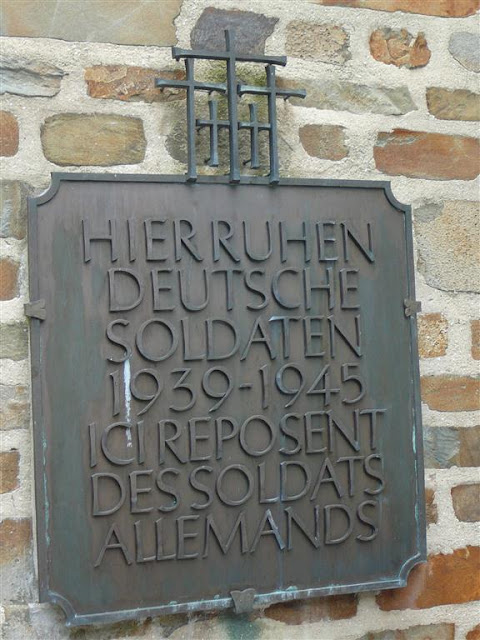 HIER RUHEN
DEUTSCHE
SOLDATEN
1939-1945
ICI REPOSENT
DES SOLDATS
ALLEMANDS